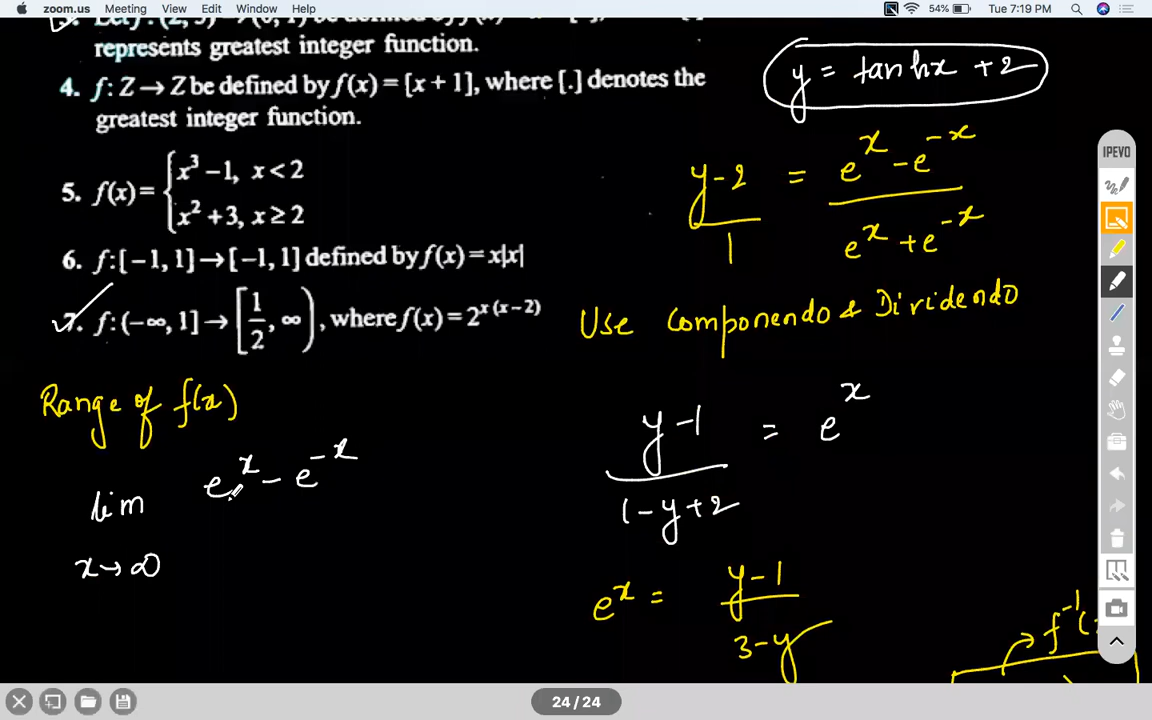 zoom.us Meeting View Edit Window Help 54% Tue 7:19 PM
represents greatest integer function.
4. f: Z → Z be defined by f(x) = [x + 1], where [.] denotes the
greatest integer function.
5. f(x) = { x³ − 1, x < 2
x² + 3, x ≥ 2
6. f: [−1, 1] → [−1, 1] defined by f(x) = x|x|
7. f: (−∞, 1] → [1/2, ∞), where f(x) = 2^x(x−2)
Range of f(x)
lim e^x − e^−x
x → ∞
y = tan hx + 2
y − 2 / 1 = e^x − e^−x / e^x + e^−x
Use Componendo & Dividendo
y − 1 / 1 − y + 2 = e^x
e^x = y − 1 / 3 − y
f^−1(
IPEVO
24 / 24